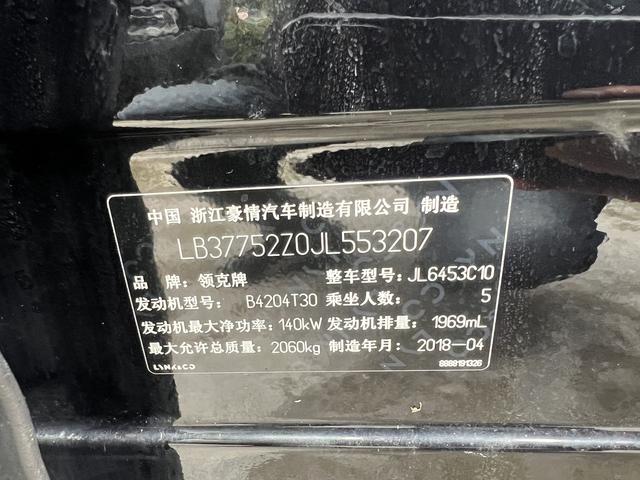 中国 浙江豪情汽车制造有限公司 制造
LB37752Z0JL553207
品 牌：领克牌 整车型号：JL6453C10
发动机型号： B4204T30 乘坐人数： 5
发动机最大净功率：140kW 发动机排量：1969mL
最大允许总质量：2060kg 制造年月：2018-04
LYNK&CO 8888191326